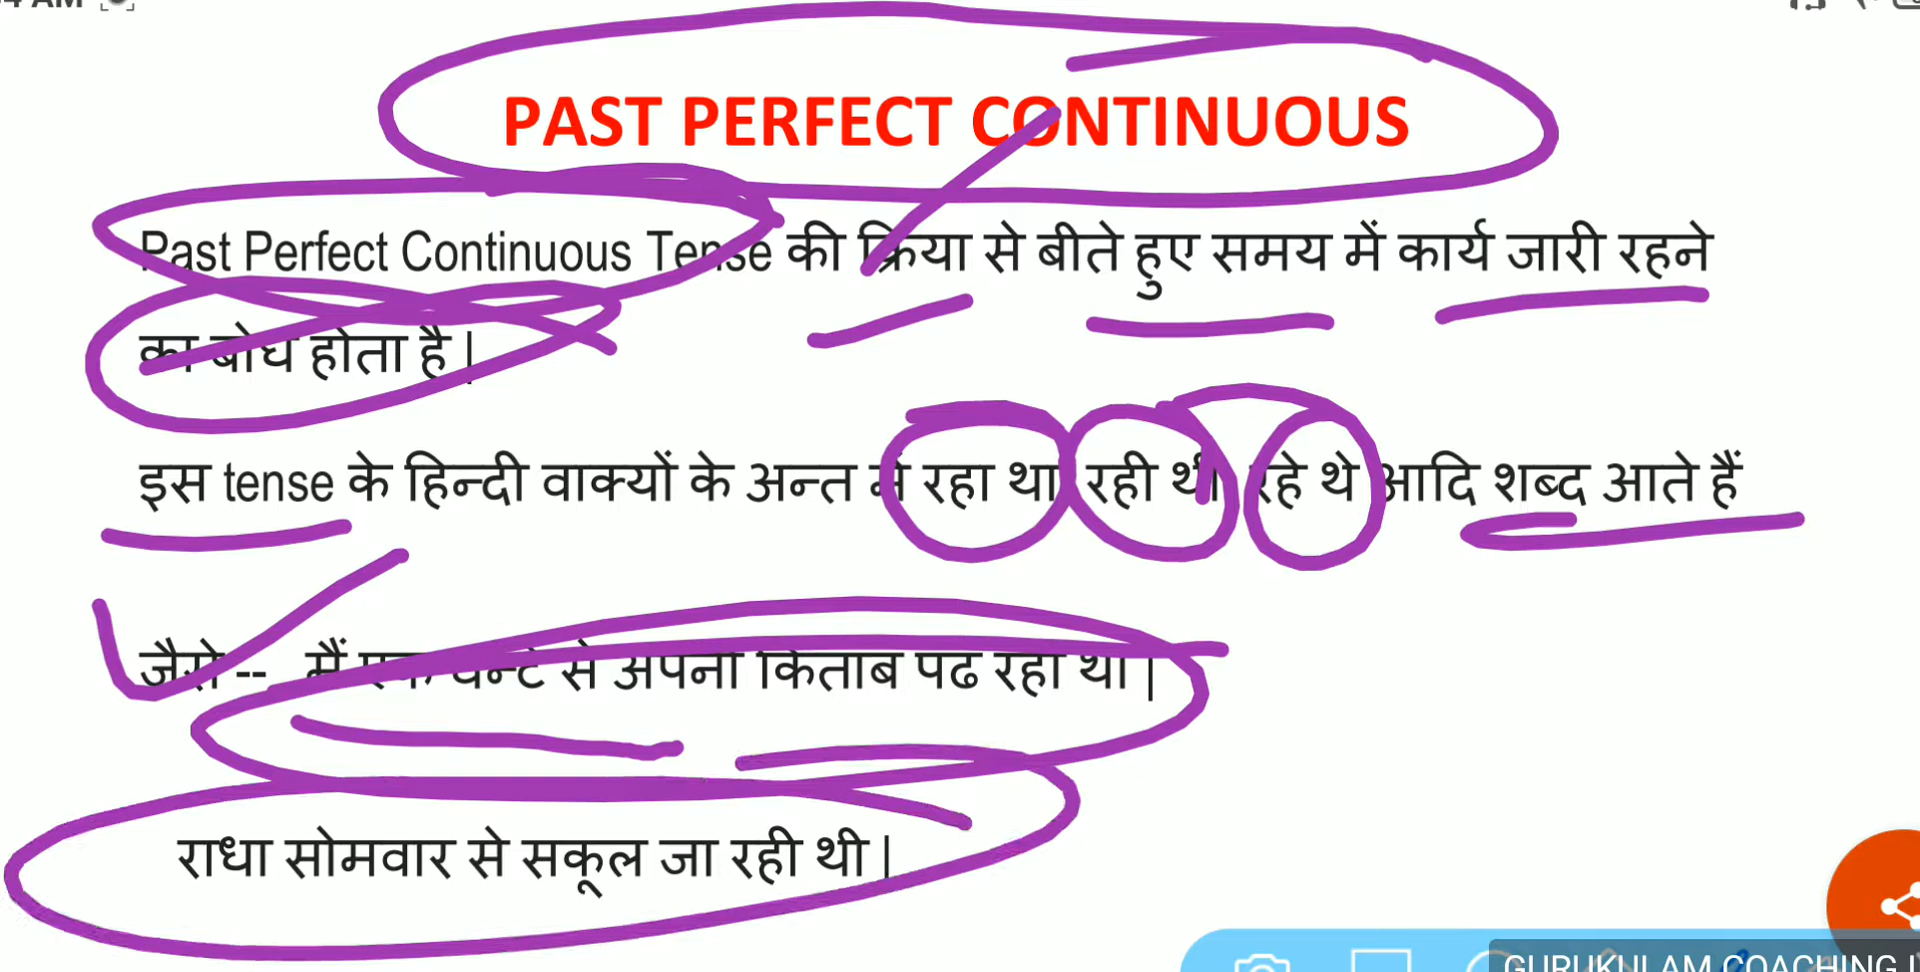 PAST PERFECT CONTINUOUS
Past Perfect Continuous Tense की क्रिया से बीते हुए समय में कार्य जारी रहने
का बोध होता है |
इस tense के हिन्दी वाक्यों के अन्त में रहा था रही थी रहे थे आदि शब्द आते हैं
जैसे -- मैं एक घन्टे से अपनी किताब पढ रहा था |
राधा सोमवार से सकूल जा रही थी |
GURUKULAM COACHING